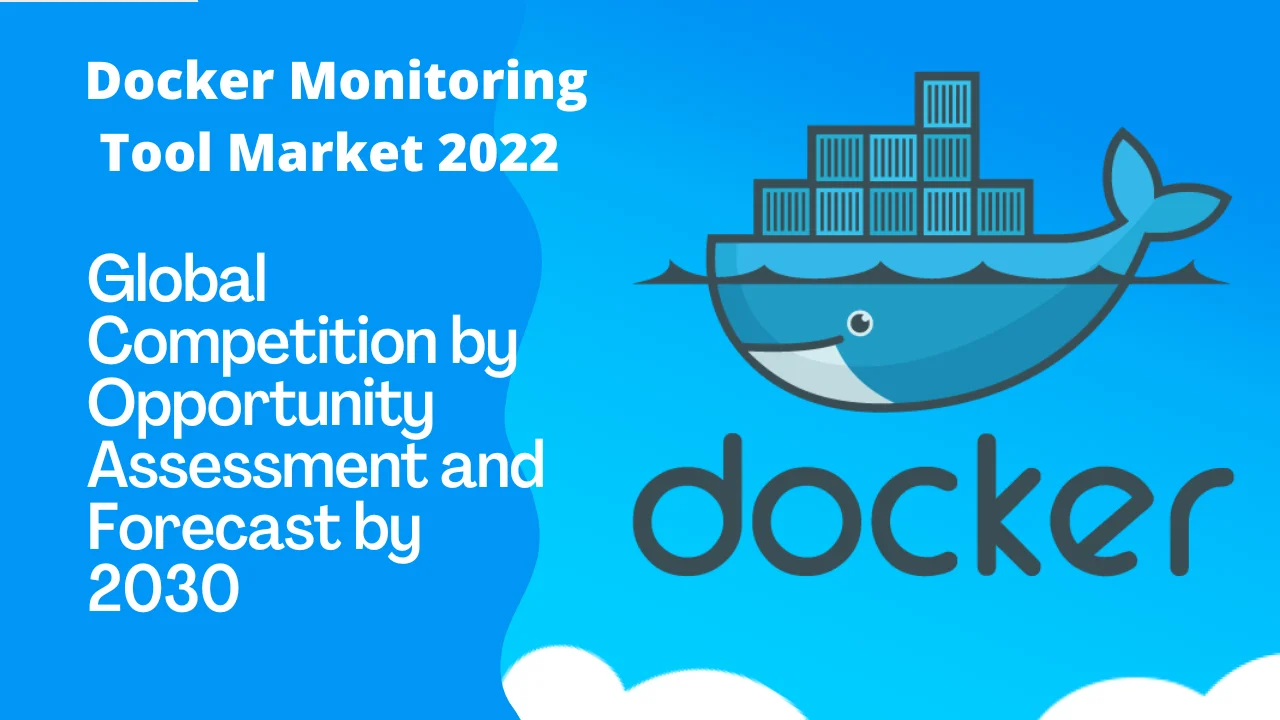 Docker Monitoring
Tool Market 2022
Global
Competition by
Opportunity
Assessment and
Forecast by
2030
docker